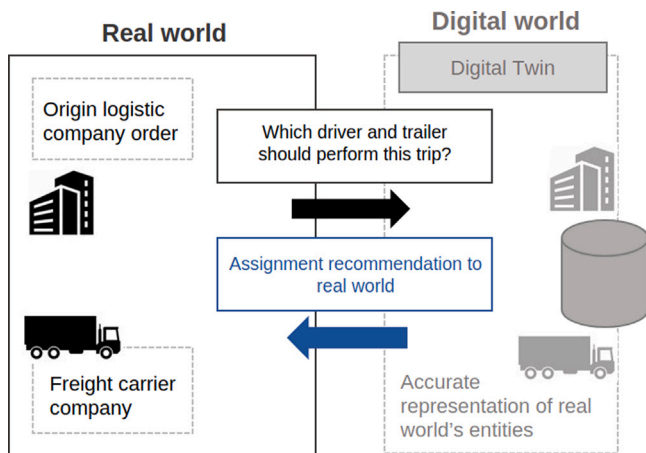 Real world
Digital world
Digital Twin
Origin logistic
company order
Which driver and trailer
should perform this trip?
Assignment recommendation to
real world
Freight carrier
company
Accurate
representation of real
world's entities